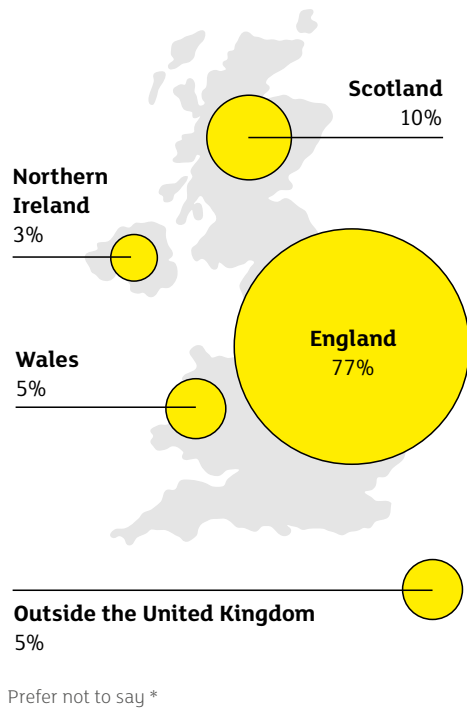 Scotland
10%
Northern
Ireland
3%
England
77%
Wales
5%
Outside the United Kingdom
5%
Prefer not to say *